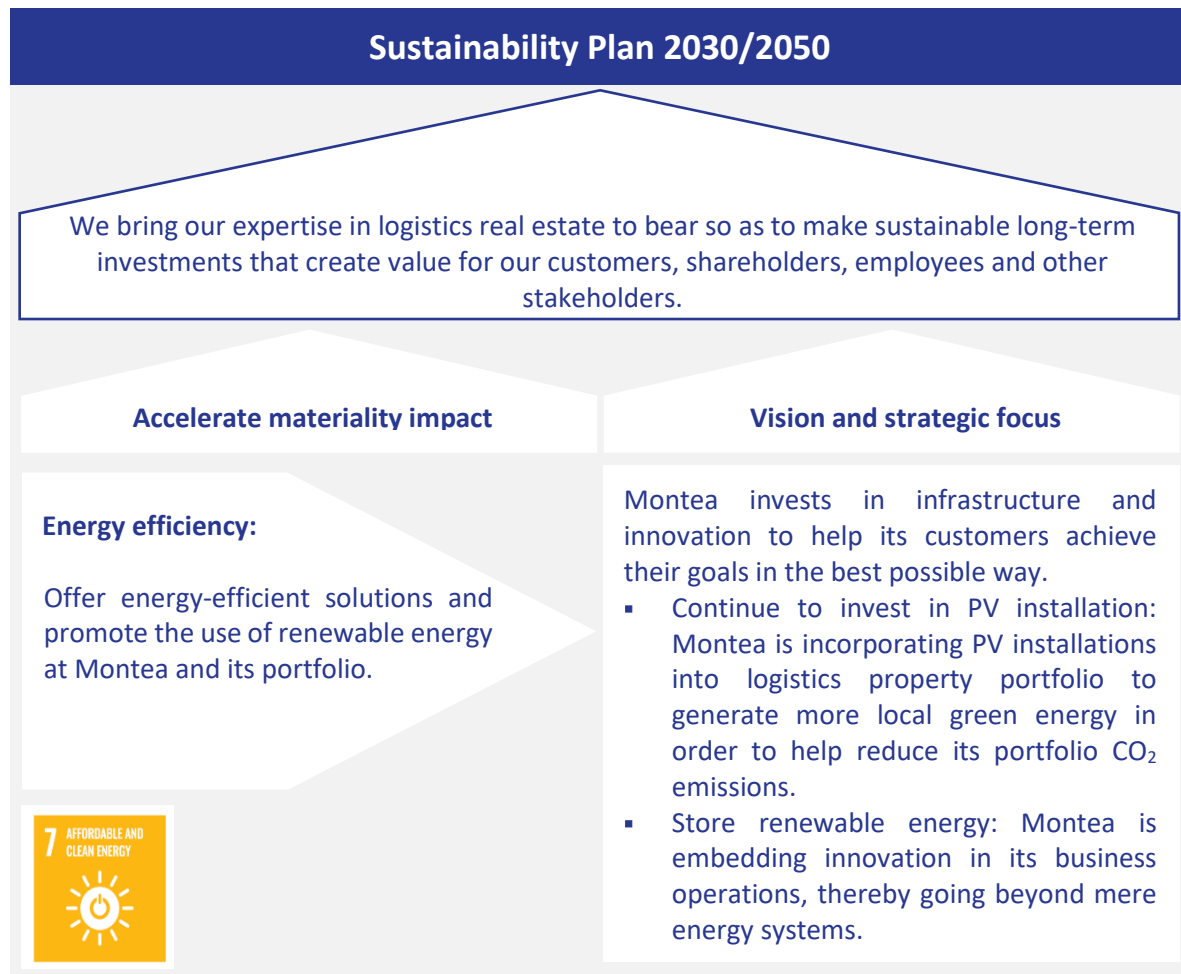 Sustainability Plan 2030/2050
We bring our expertise in logistics real estate to bear so as to make sustainable long-term
investments that create value for our customers, shareholders, employees and other
stakeholders.
Accelerate materiality impact
Vision and strategic focus
Energy efficiency:
Offer energy-efficient solutions and
promote the use of renewable energy
at Montea and its portfolio.
7 AFFORDABLE AND
CLEAN ENERGY
Montea invests in infrastructure and
innovation to help its customers achieve
their goals in the best possible way.
▪ Continue to invest in PV installation:
Montea is incorporating PV installations
into logistics property portfolio to
generate more local green energy in
order to help reduce its portfolio CO₂
emissions.
▪ Store renewable energy: Montea is
embedding innovation in its business
operations, thereby going beyond mere
energy systems.